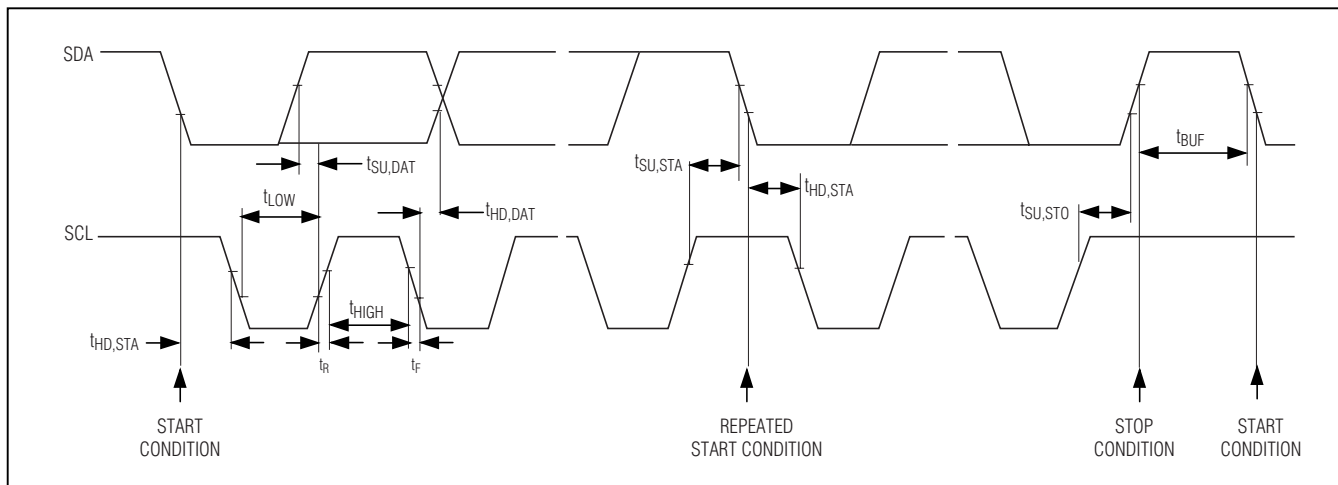 SDA
tSU,DAT
tLOW
tHD,DAT
tSU,STA
tHD,STA
tBUF
tSU,STO
SCL
tHIGH
tHD,STA
tR
tF
START
CONDITION
REPEATED
START CONDITION
STOP
CONDITION
START
CONDITION